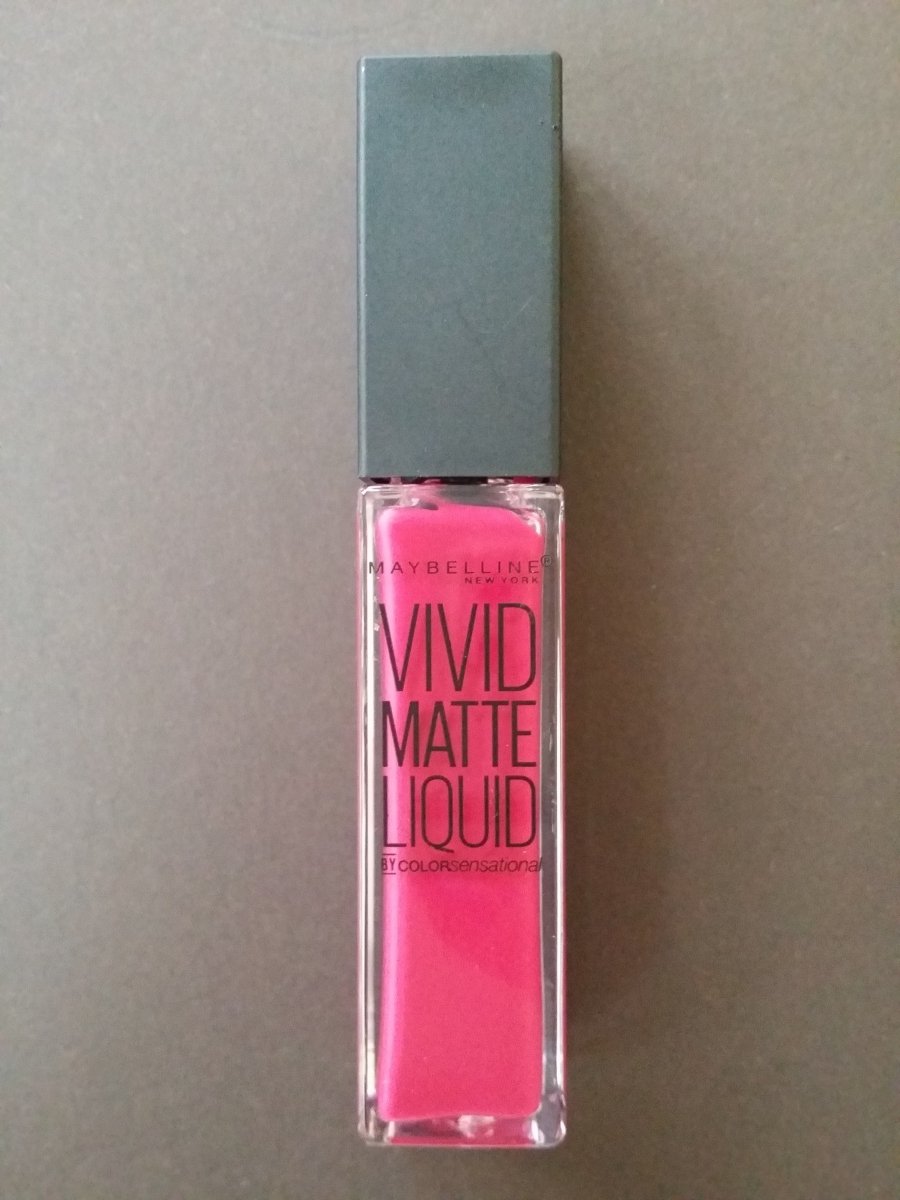 MAYBELLINE®
NEW YORK
VIVID
MATTE
LIQUID
BY COLORsensational